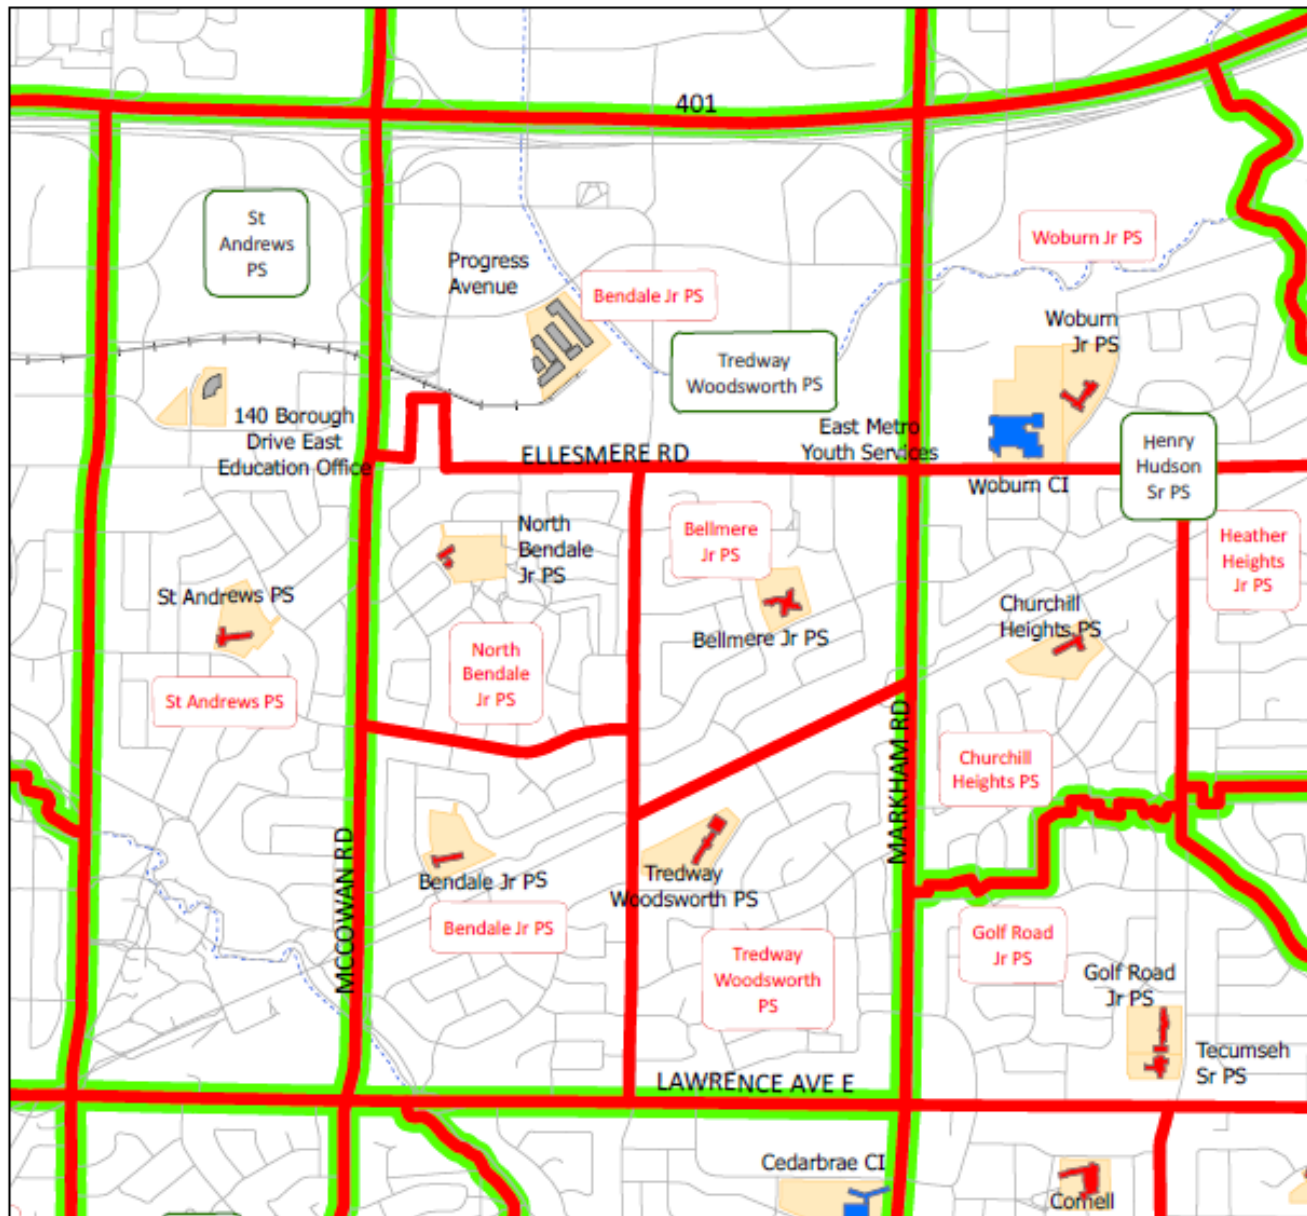 401
St
Andrews
PS
Progress
Avenue
Bendale Jr PS
Woburn Jr PS
Woburn
Jr PS
Tredway
Woodsworth PS
140 Borough
Drive East
Education Office
East Metro
Youth Services
Henry
Hudson
Sr PS
ELLESMERE RD
Woburn CI
North
Bendale
Jr PS
Bellmere
Jr PS
Heather
Heights
Jr PS
St Andrews PS
Churchill
Heights PS
Bellmere Jr PS
North
Bendale
Jr PS
St Andrews PS
MARKHAM RD
Churchill
Heights PS
MCCOWAN RD
Bendale Jr PS
Tredway
Woodsworth PS
Bendale Jr PS
Tredway
Woodsworth
PS
Golf Road
Jr PS
Golf Road
Jr PS
Tecumseh
Sr PS
LAWRENCE AVE E
Cedarbrae CI
Cornell